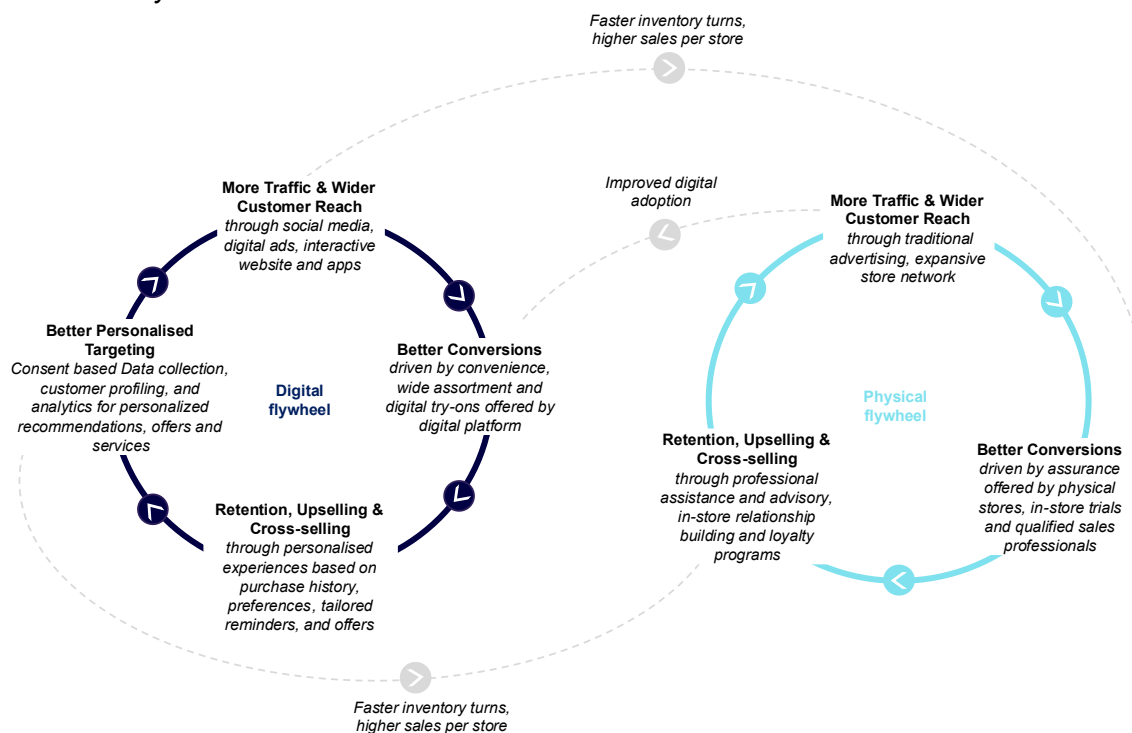 Faster inventory turns,
higher sales per store
More Traffic & Wider
Customer Reach
through social media,
digital ads, interactive
website and apps
Improved digital
adoption
More Traffic & Wider
Customer Reach
through traditional
advertising, expansive
store network
Better Personalised
Targeting
Consent based Data collection,
customer profiling, and
analytics for personalized
recommendations, offers and
services
Digital
flywheel
Better Conversions
driven by convenience,
wide assortment and
digital try-ons offered by
digital platform
Physical
flywheel
Retention, Upselling &
Cross-selling
through professional
assistance and advisory,
in-store relationship
building and loyalty
programs
Better Conversions
driven by assurance
offered by physical
stores, in-store trials
and qualified sales
professionals
Retention, Upselling &
Cross-selling
through personalised
experiences based on
purchase history,
preferences, tailored
reminders, and offers
Faster inventory turns,
higher sales per store